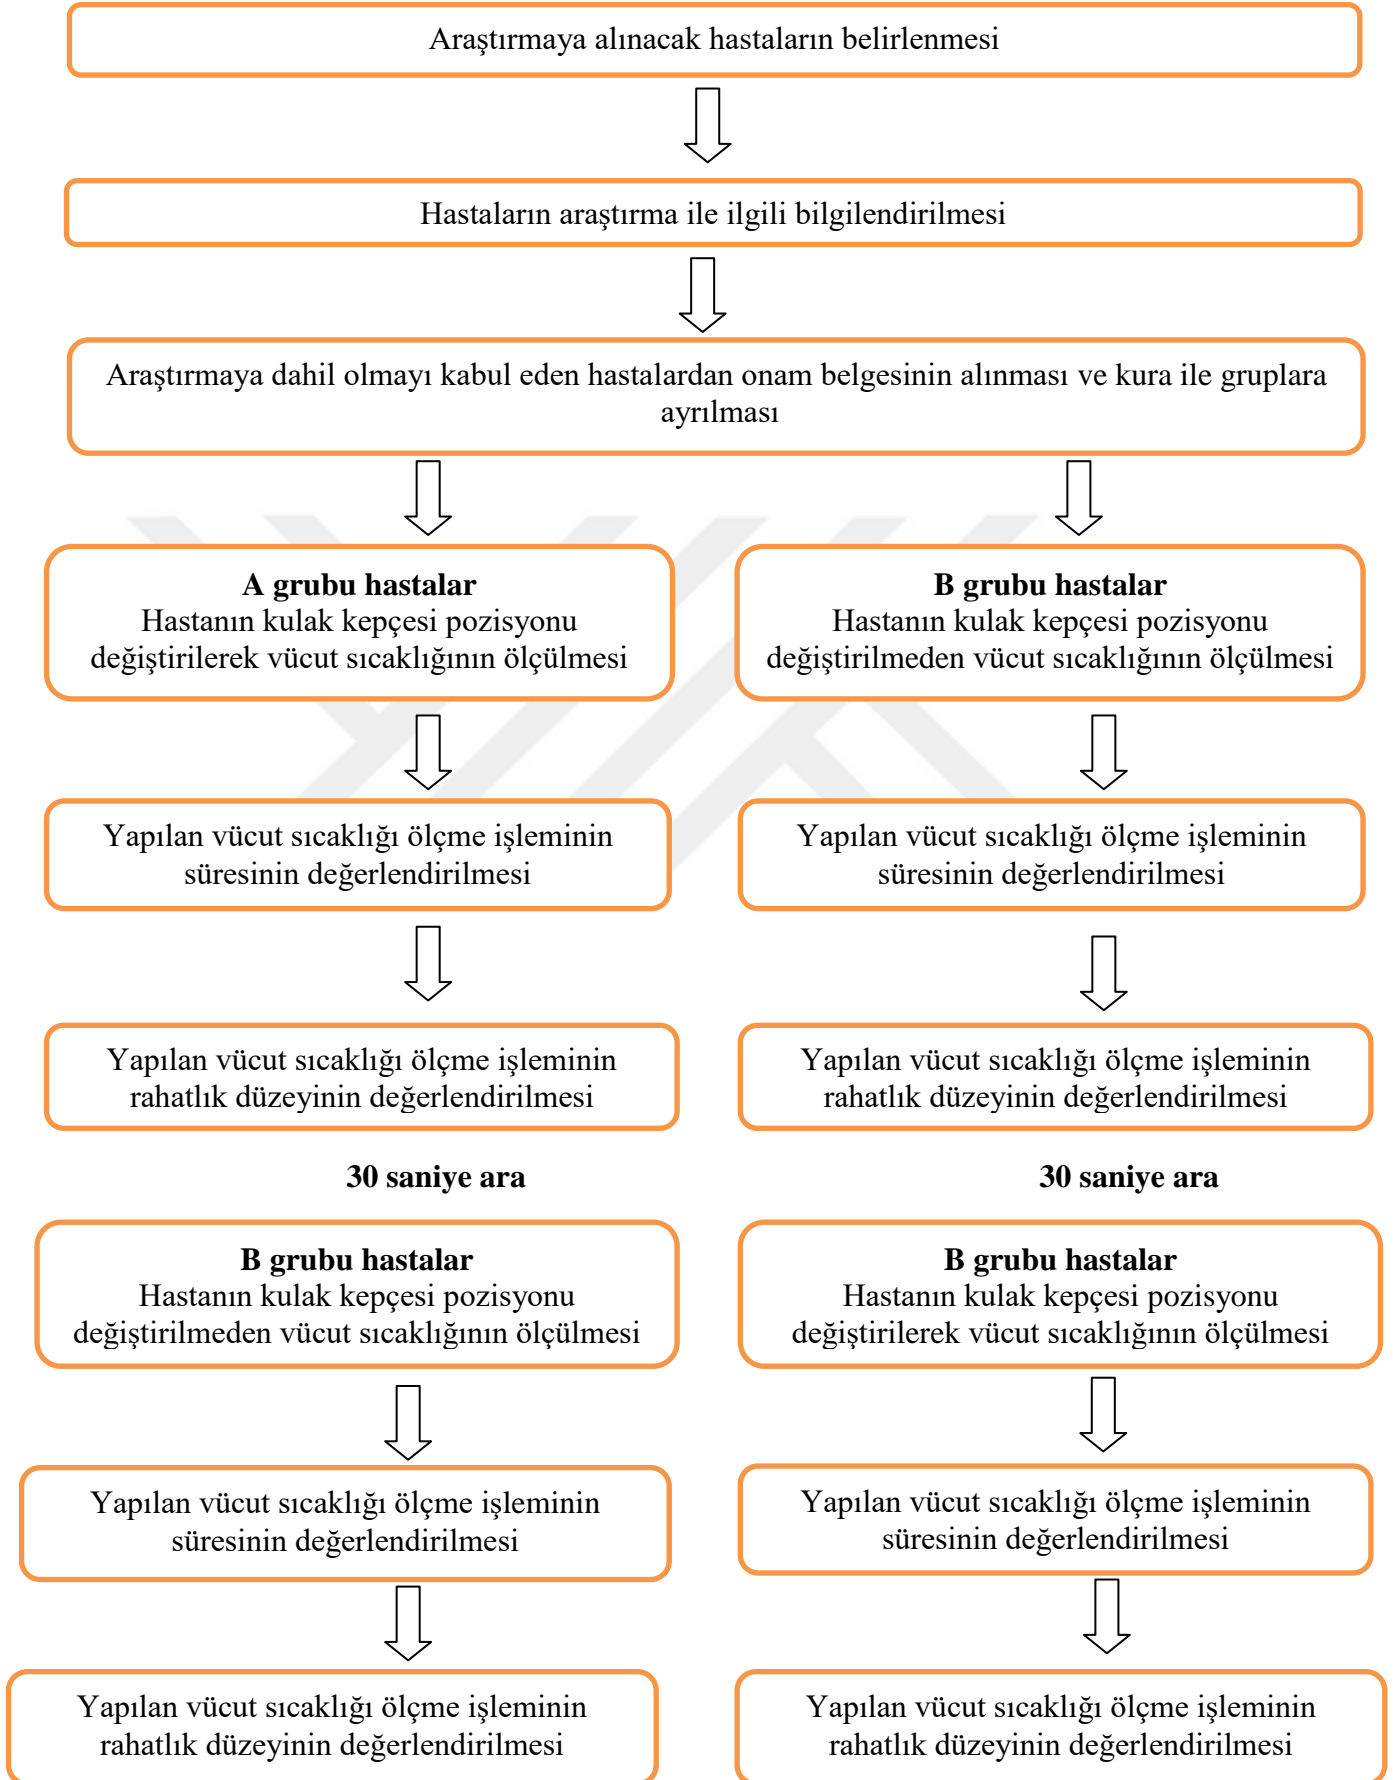 Araştırmaya alınacak hastaların belirlenmesi
Hastaların araştırma ile ilgili bilgilendirilmesi
Araştırmaya dahil olmayı kabul eden hastalardan onam belgesinin alınması ve kura ile gruplara
ayrılması
A grubu hastalar
Hastanın kulak kepçesi pozisyonu
değiştirilerek vücut sıcaklığının ölçülmesi
B grubu hastalar
Hastanın kulak kepçesi pozisyonu
değiştirilmeden vücut sıcaklığının ölçülmesi
Yapılan vücut sıcaklığı ölçme işleminin
süresinin değerlendirilmesi
Yapılan vücut sıcaklığı ölçme işleminin
süresinin değerlendirilmesi
Yapılan vücut sıcaklığı ölçme işleminin
rahatlık düzeyinin değerlendirilmesi
Yapılan vücut sıcaklığı ölçme işleminin
rahatlık düzeyinin değerlendirilmesi
30 saniye ara
30 saniye ara
B grubu hastalar
Hastanın kulak kepçesi pozisyonu
değiştirilmeden vücut sıcaklığının ölçülmesi
B grubu hastalar
Hastanın kulak kepçesi pozisyonu
değiştirilerek vücut sıcaklığının ölçülmesi
Yapılan vücut sıcaklığı ölçme işleminin
süresinin değerlendirilmesi
Yapılan vücut sıcaklığı ölçme işleminin
süresinin değerlendirilmesi
Yapılan vücut sıcaklığı ölçme işleminin
rahatlık düzeyinin değerlendirilmesi
Yapılan vücut sıcaklığı ölçme işleminin
rahatlık düzeyinin değerlendirilmesi